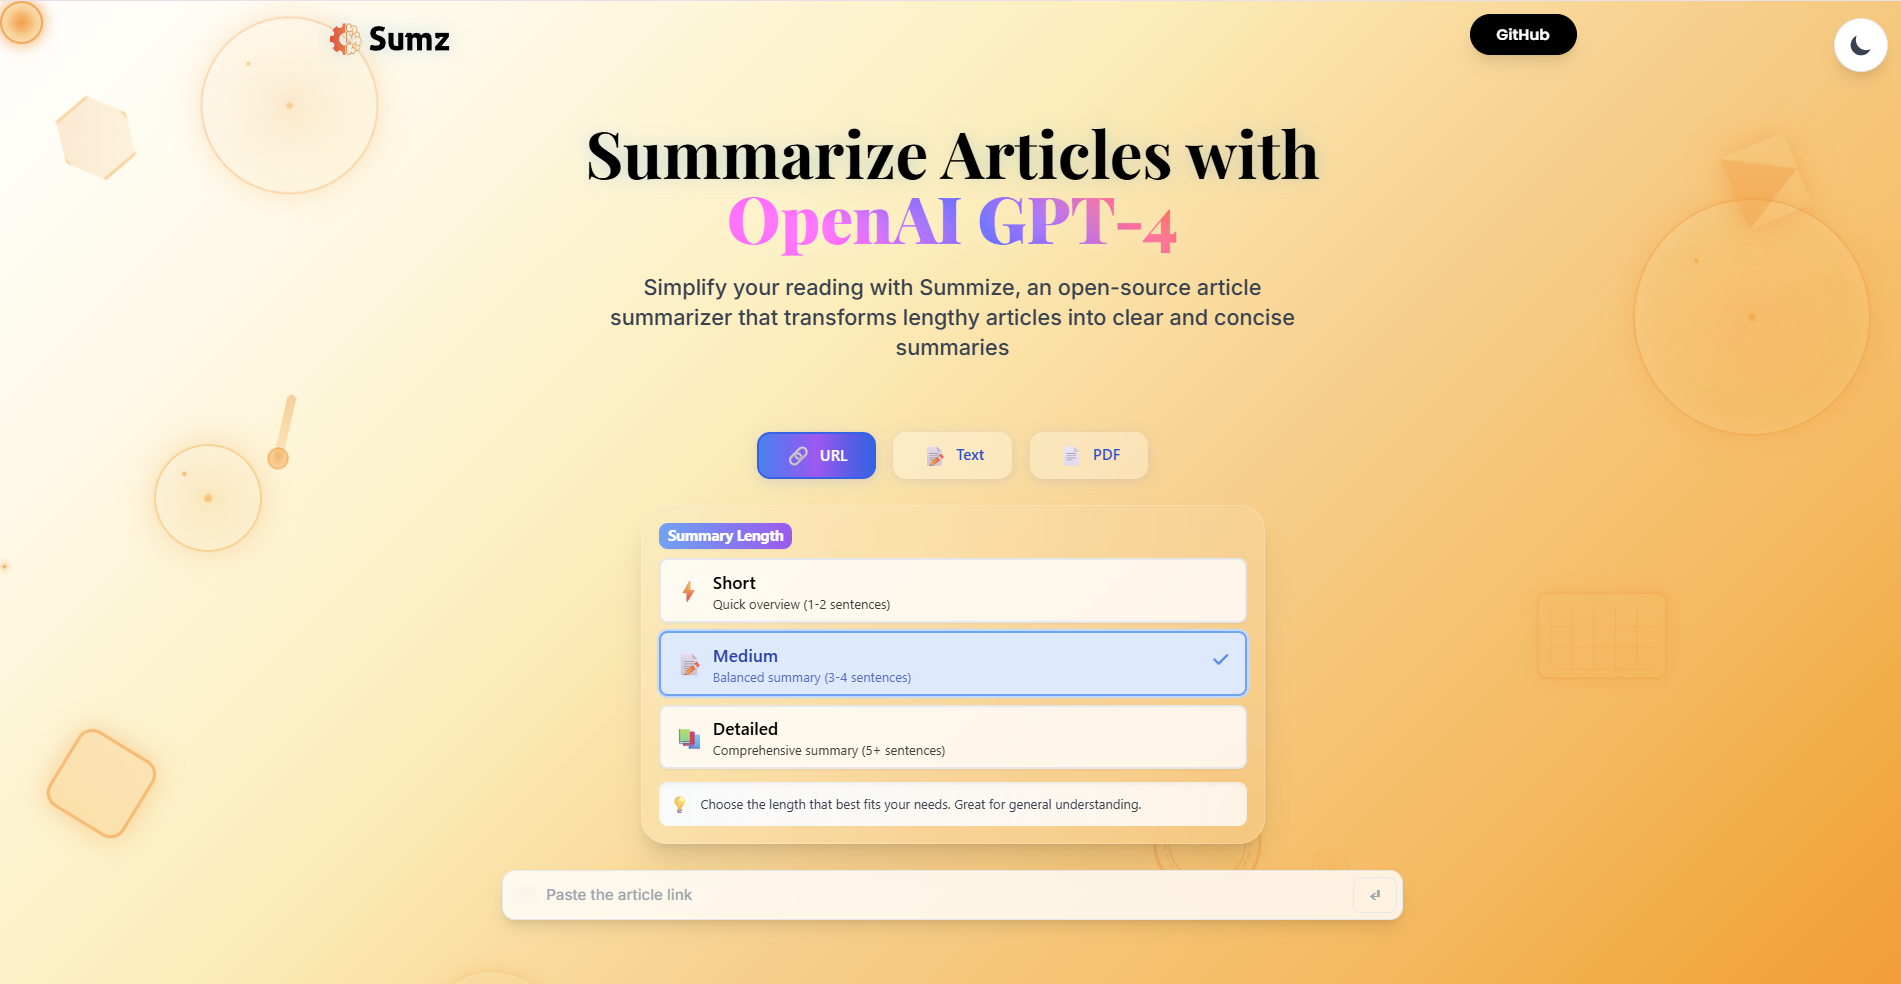 Sumz
GitHub
Summarize Articles with
OpenAI GPT-4
Simplify your reading with Summize, an open-source article
summarizer that transforms lengthy articles into clear and concise
summaries
URL
Text
PDF
Summary Length
Short
Quick overview (1-2 sentences)
Medium
Balanced summary (3-4 sentences)
Detailed
Comprehensive summary (5+ sentences)
Choose the length that best fits your needs. Great for general understanding.
Paste the article link